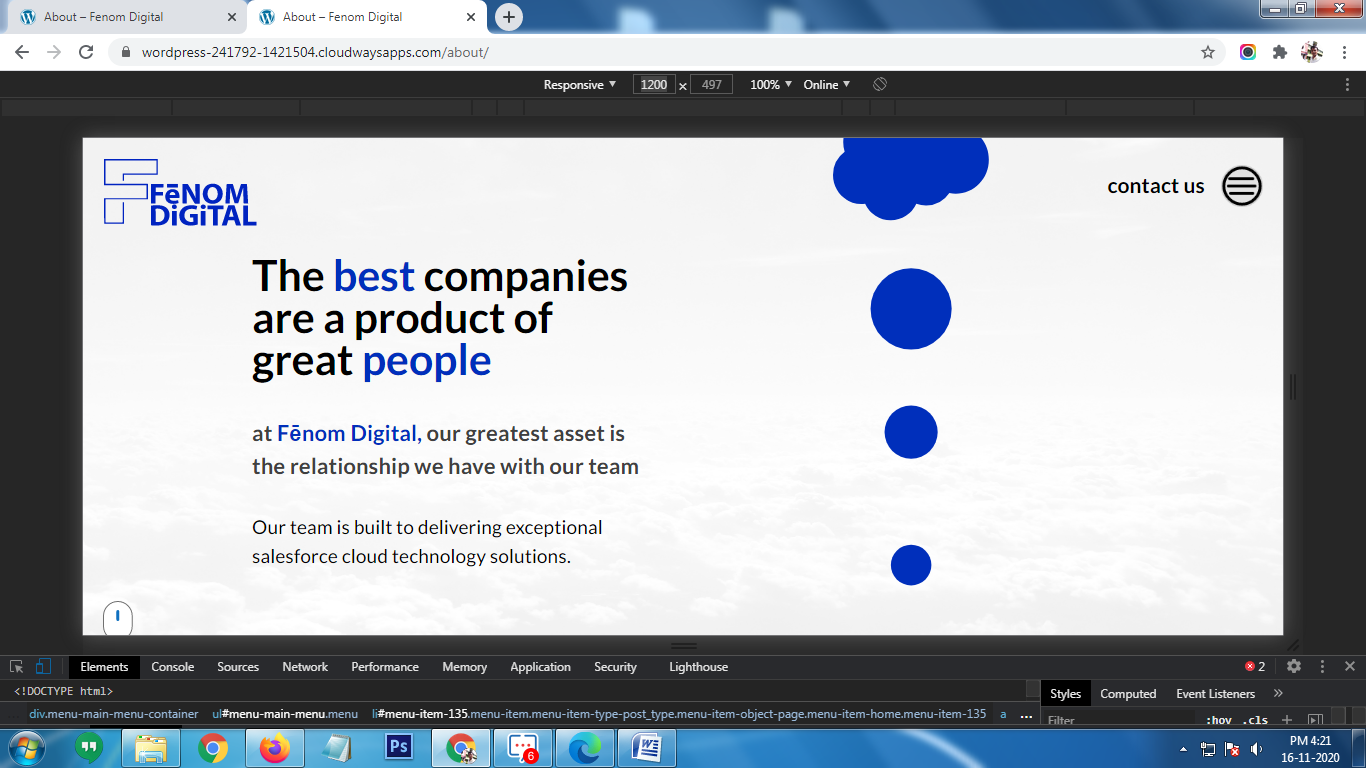 About – Fenom Digital
About – Fenom Digital
wordpress-241792-1421504.cloudwaysapps.com/about/
Responsive 1200 × 497 100% Online
FēNOM
DiGiTAL
contact us
The best companies
are a product of
great people
at Fēnom Digital, our greatest asset is
the relationship we have with our team
Our team is built to delivering exceptional
salesforce cloud technology solutions.
Elements Console Sources Network Performance Memory Application Security Lighthouse 2
<!DOCTYPE html>
Styles Computed Event Listeners »
div.menu-main-menu-container ul#menu-main-menu.menu li#menu-item-135.menu-item.menu-item-type-post_type.menu-item-object-page.menu-item-home.menu-item-135 a ...
Filter :hov .cls +
Ps 6 W
PM 4:21
16-11-2020